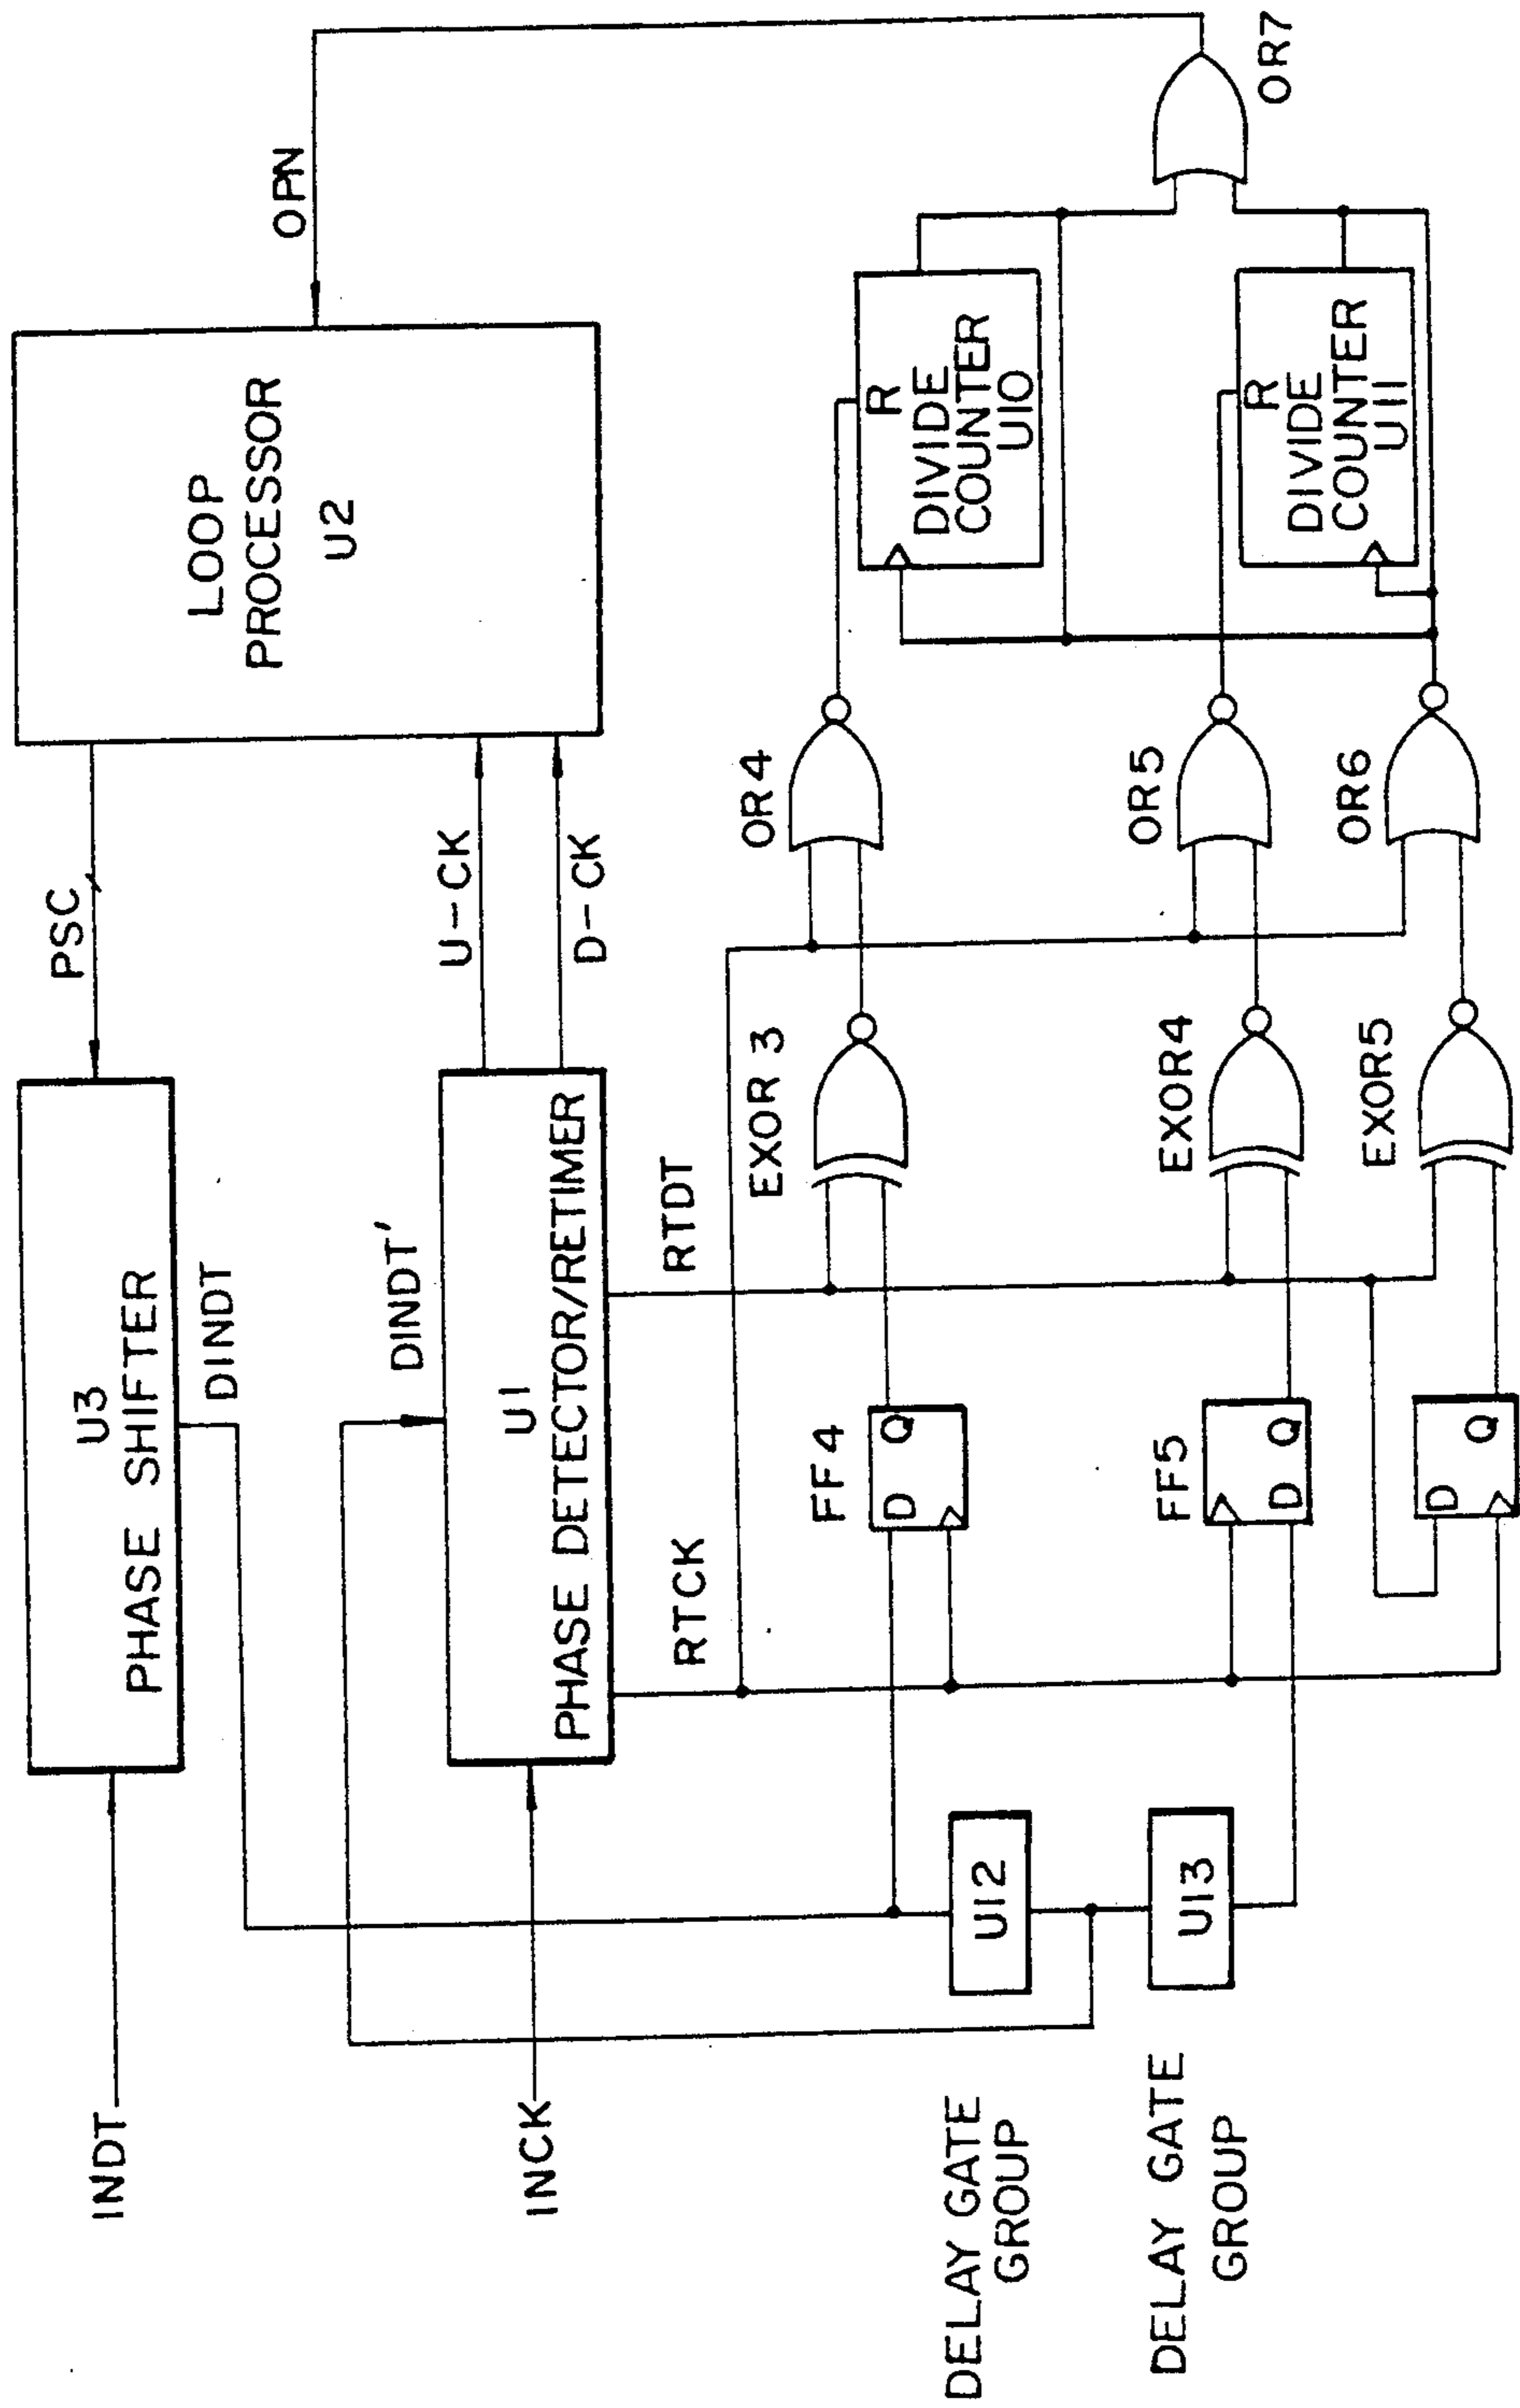 INDT
U3
PHASE SHIFTER
PSC
LOOP
PROCESSOR
U2
OPN
DINDT
DINDT'
INCK
U1
PHASE DETECTOR/RETIMER
U-CK
D-CK
RTCK
RTDT
DELAY GATE
GROUP
U12
DELAY GATE
GROUP
U13
FF4
D Q
EXOR 3
OR4
R
DIVIDE
COUNTER
U10
FF5
D Q
EXOR4
OR5
R
DIVIDE
COUNTER
U11
D Q
EXOR5
OR6
OR7